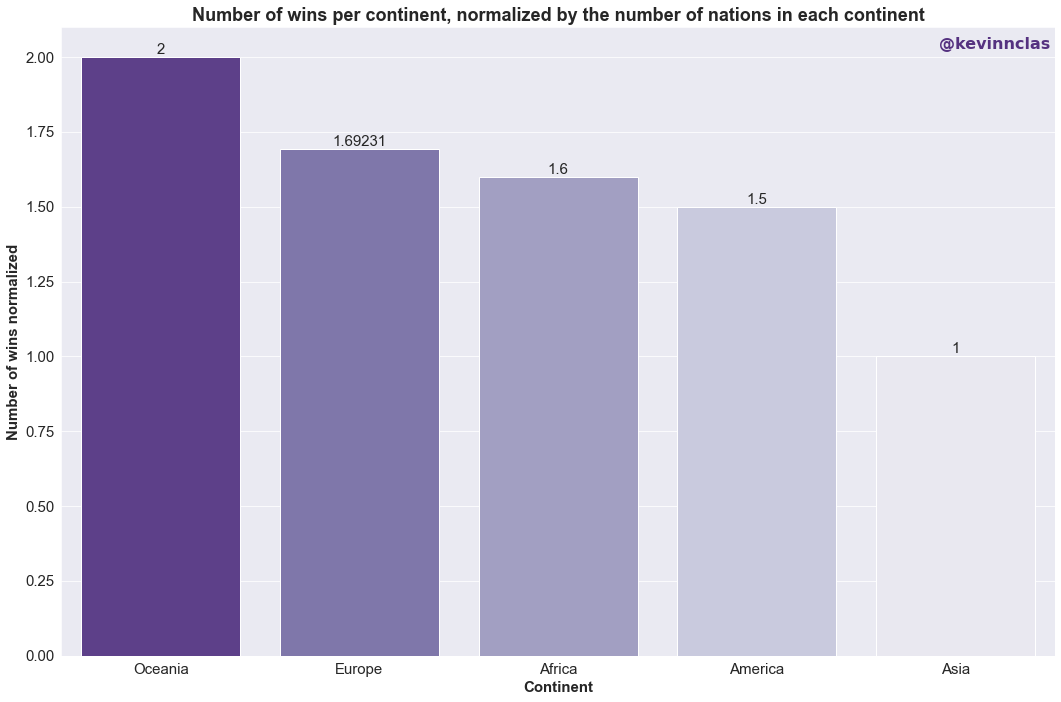 Number of wins per continent, normalized by the number of nations in each continent
@kevinnclas
2.00
1.75
1.50
1.25
1.00
0.75
0.50
0.25
0.00
Number of wins normalized
2
1.69231
1.6
1.5
1
Oceania
Europe
Africa
America
Asia
Continent